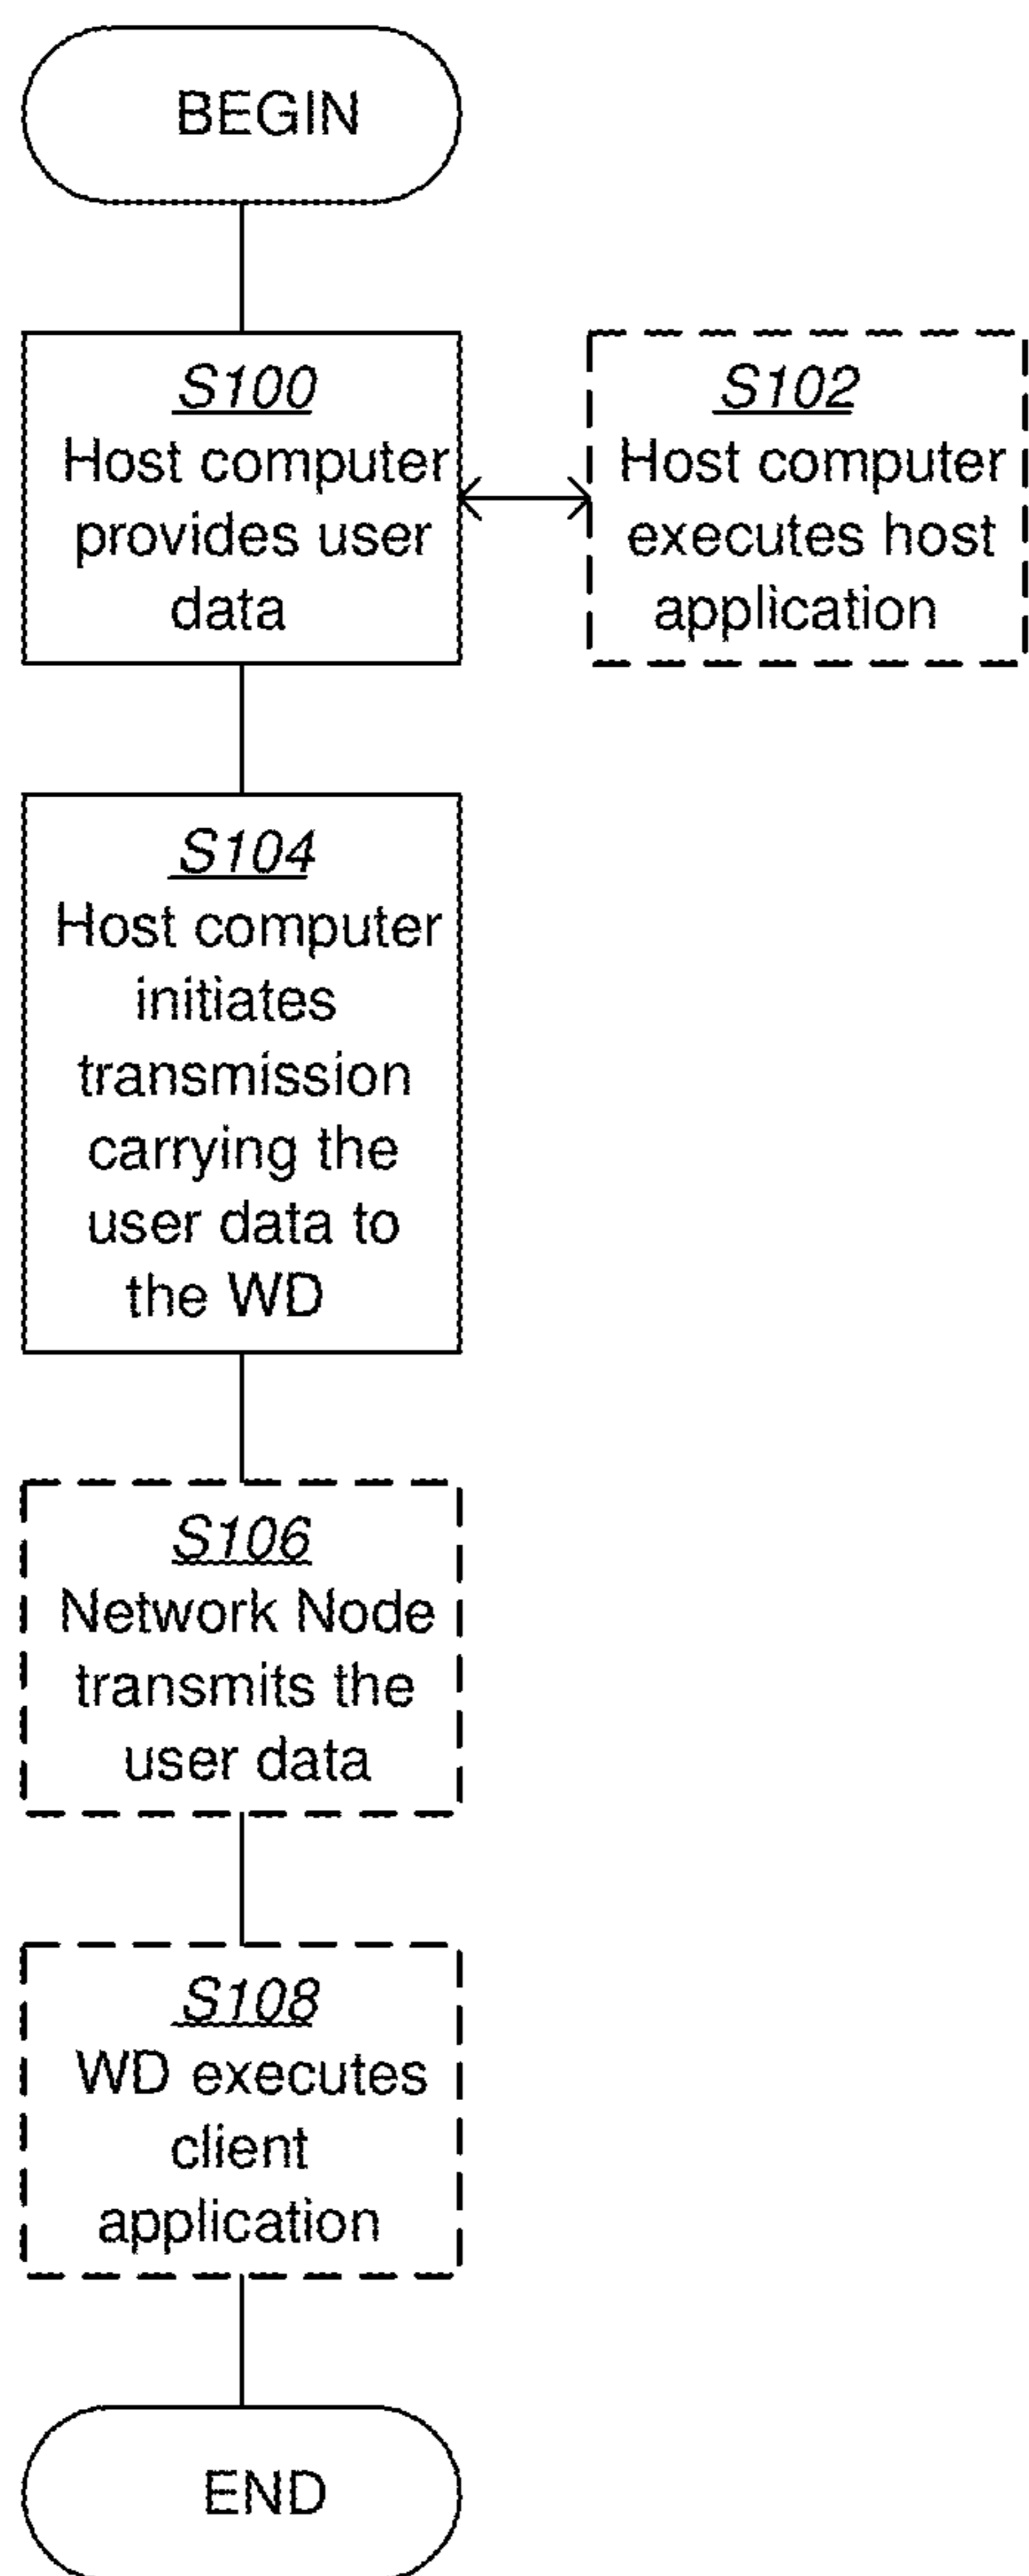 BEGIN
S100
Host computer
provides user
data
S102
Host computer
executes host
application
S104
Host computer
initiates
transmission
carrying the
user data to
the WD
S106
Network Node
transmits the
user data
S108
WD executes
client
application
END